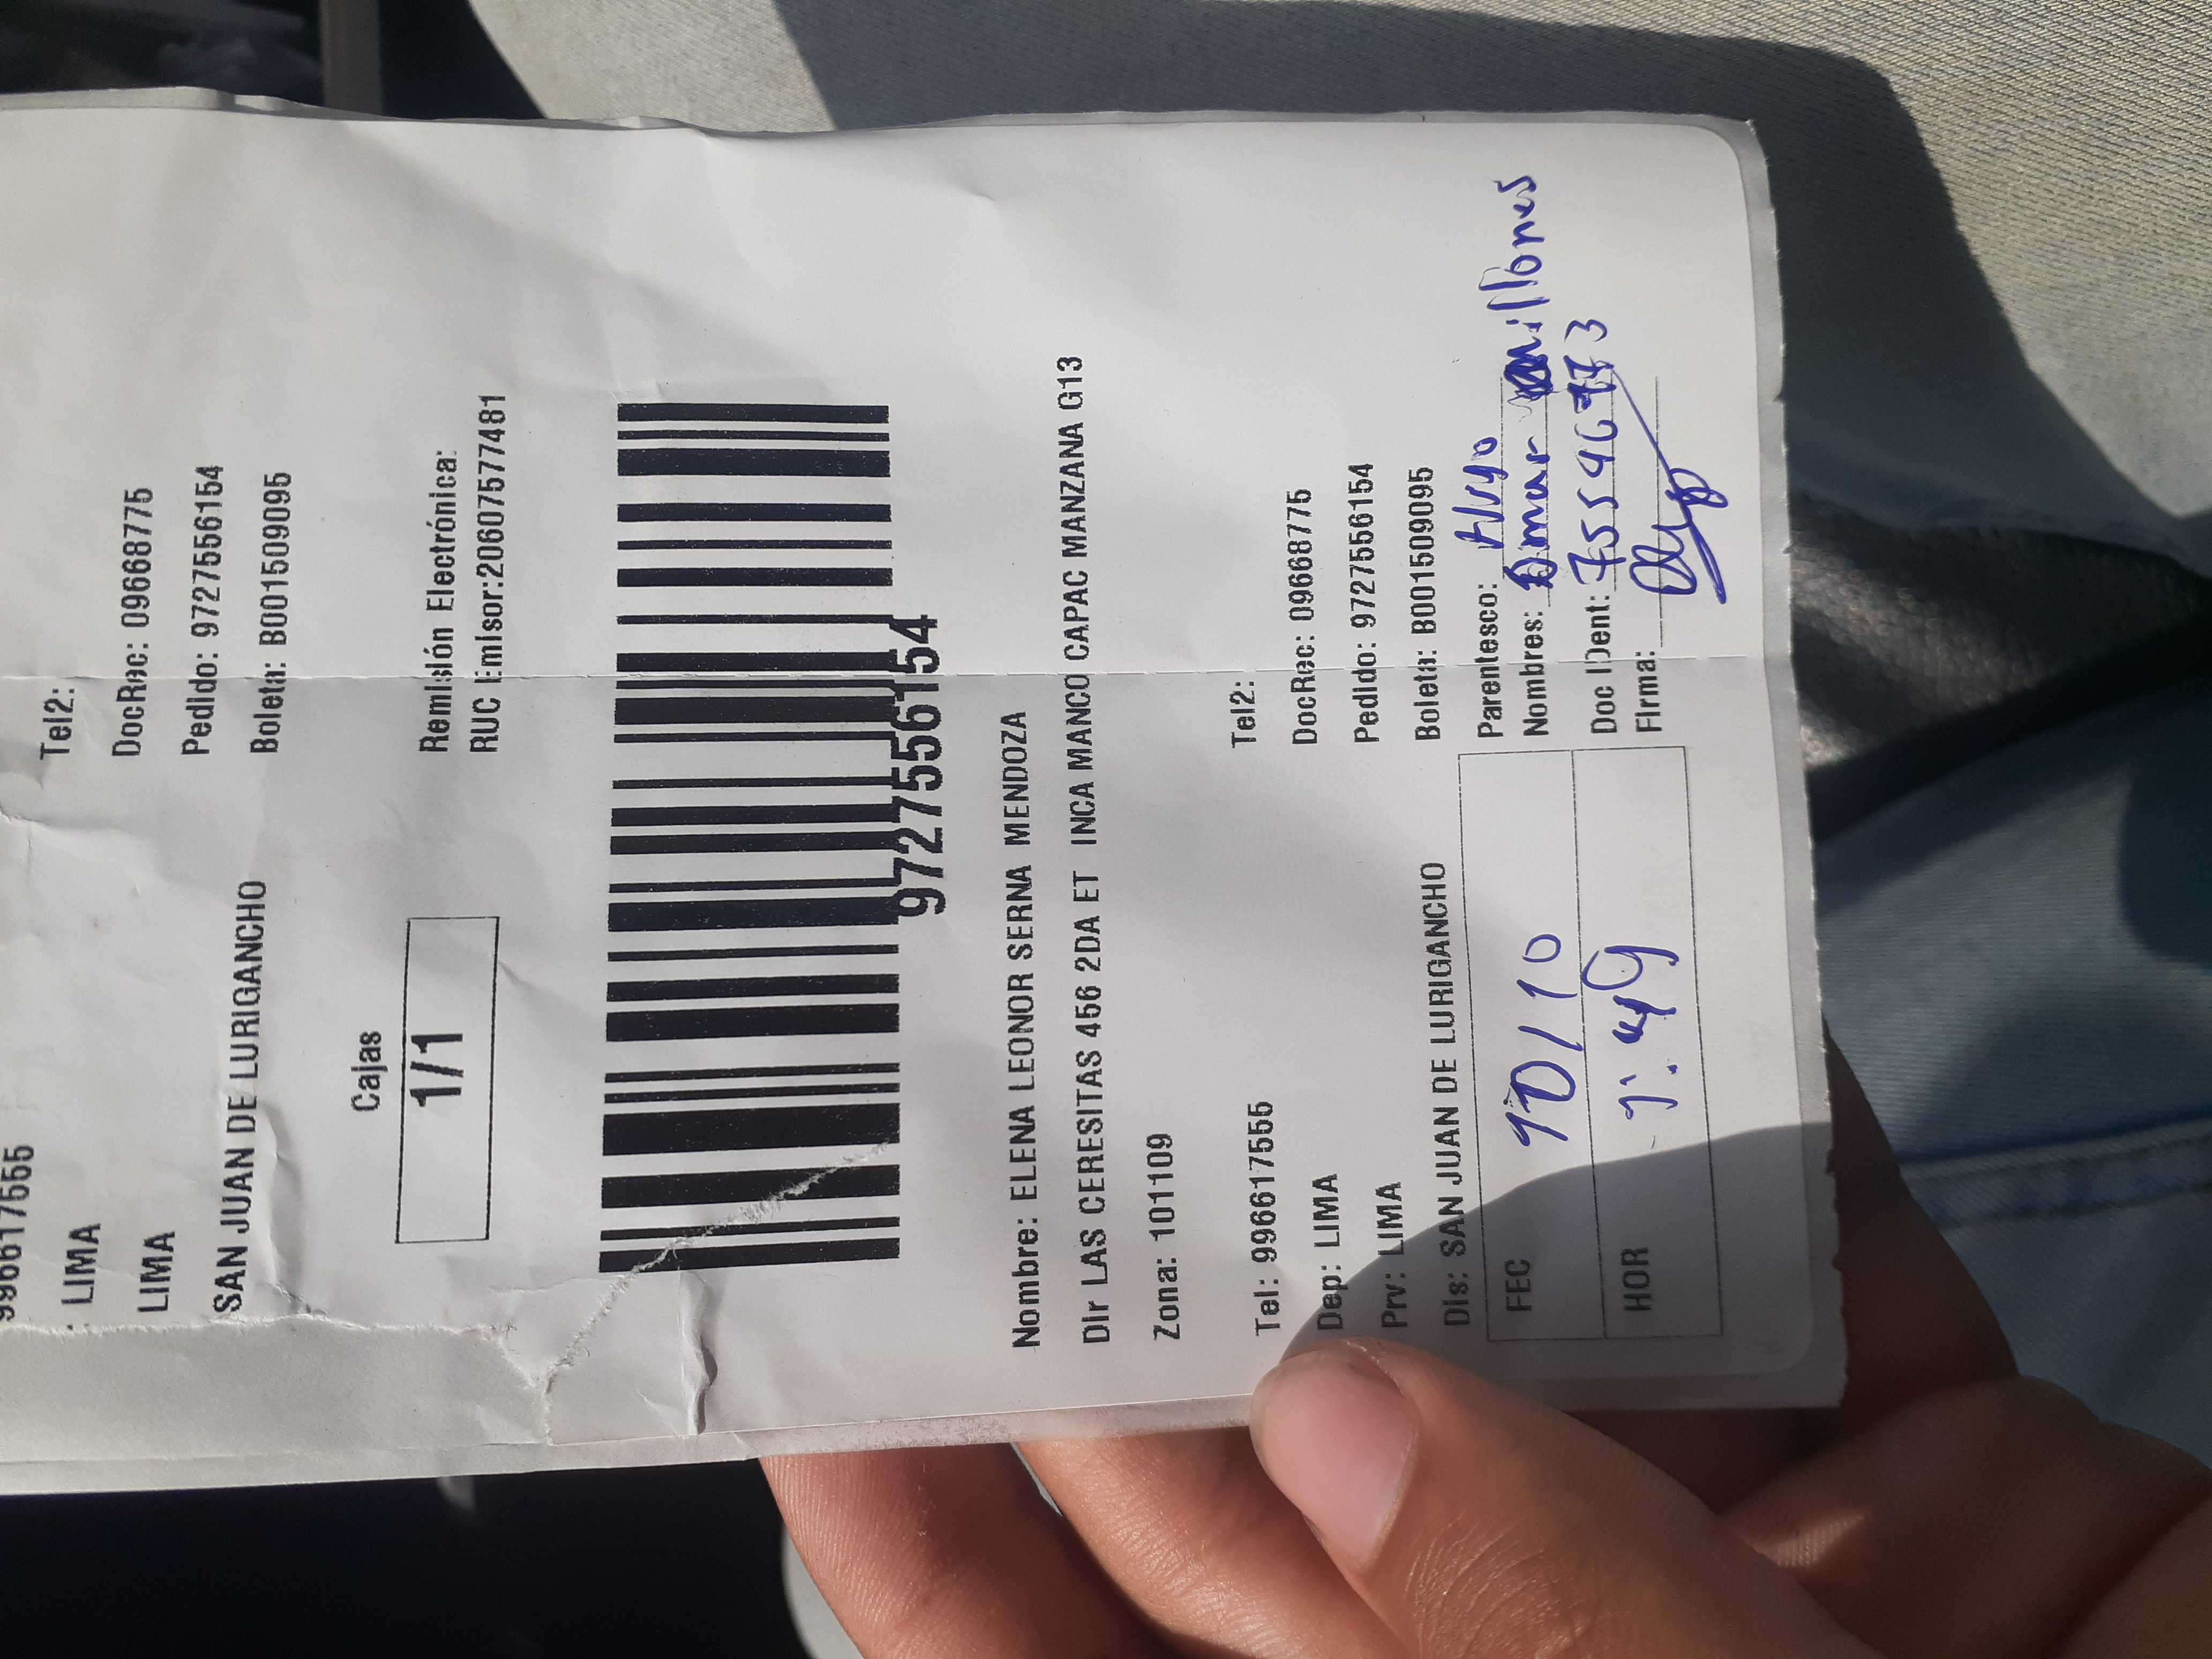 Tel2:
996617555
DocRec: 09668775
LIMA
Pedido: 9727556154
LIMA
Boleta: B001509095
SAN JUAN DE LURIGANCHO
Cajas
1/1
Remisión Electrónica:
RUC Emisor:20607577481
9727556154
Nombre: ELENA LEONOR SERNA MENDOZA
Dir LAS CERESITAS 456 2DA ET INCA MANCO CAPAC MANZANA G13
Zona: 101109
Tel: 996617555
Tel2:
Dep: LIMA
DocRec: 09668775
Prv: LIMA
Pedido: 9727556154
Dis: SAN JUAN DE LURIGANCHO
Boleta: B001509095
FEC 10/10
HOR
Parentesco:
Nombres: Omar millones
Doc IDent:
Firma: